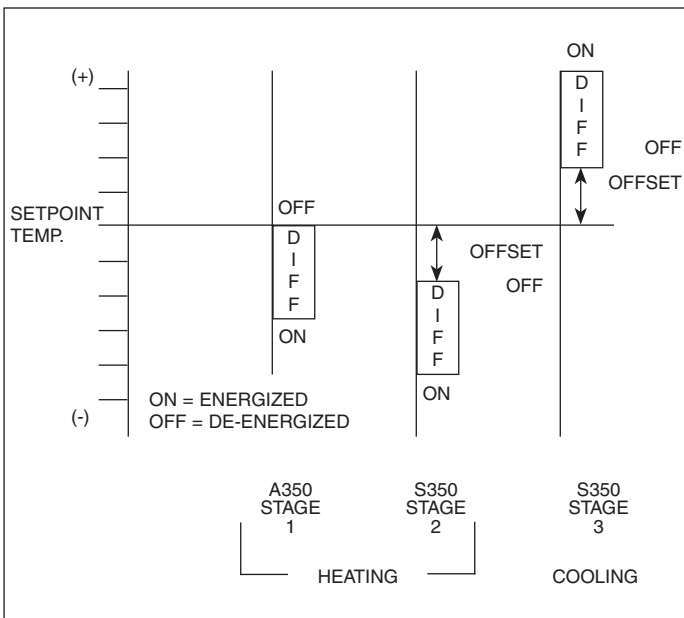 (+)
SETPOINT
TEMP.
(-)
OFF
D
I
F
F
ON
OFFSET
OFF
D
I
F
F
ON
ON
D
I
F
F
OFF
OFFSET
ON = ENERGIZED
OFF = DE-ENERGIZED
A350
STAGE
1
S350
STAGE
2
S350
STAGE
3
HEATING
COOLING